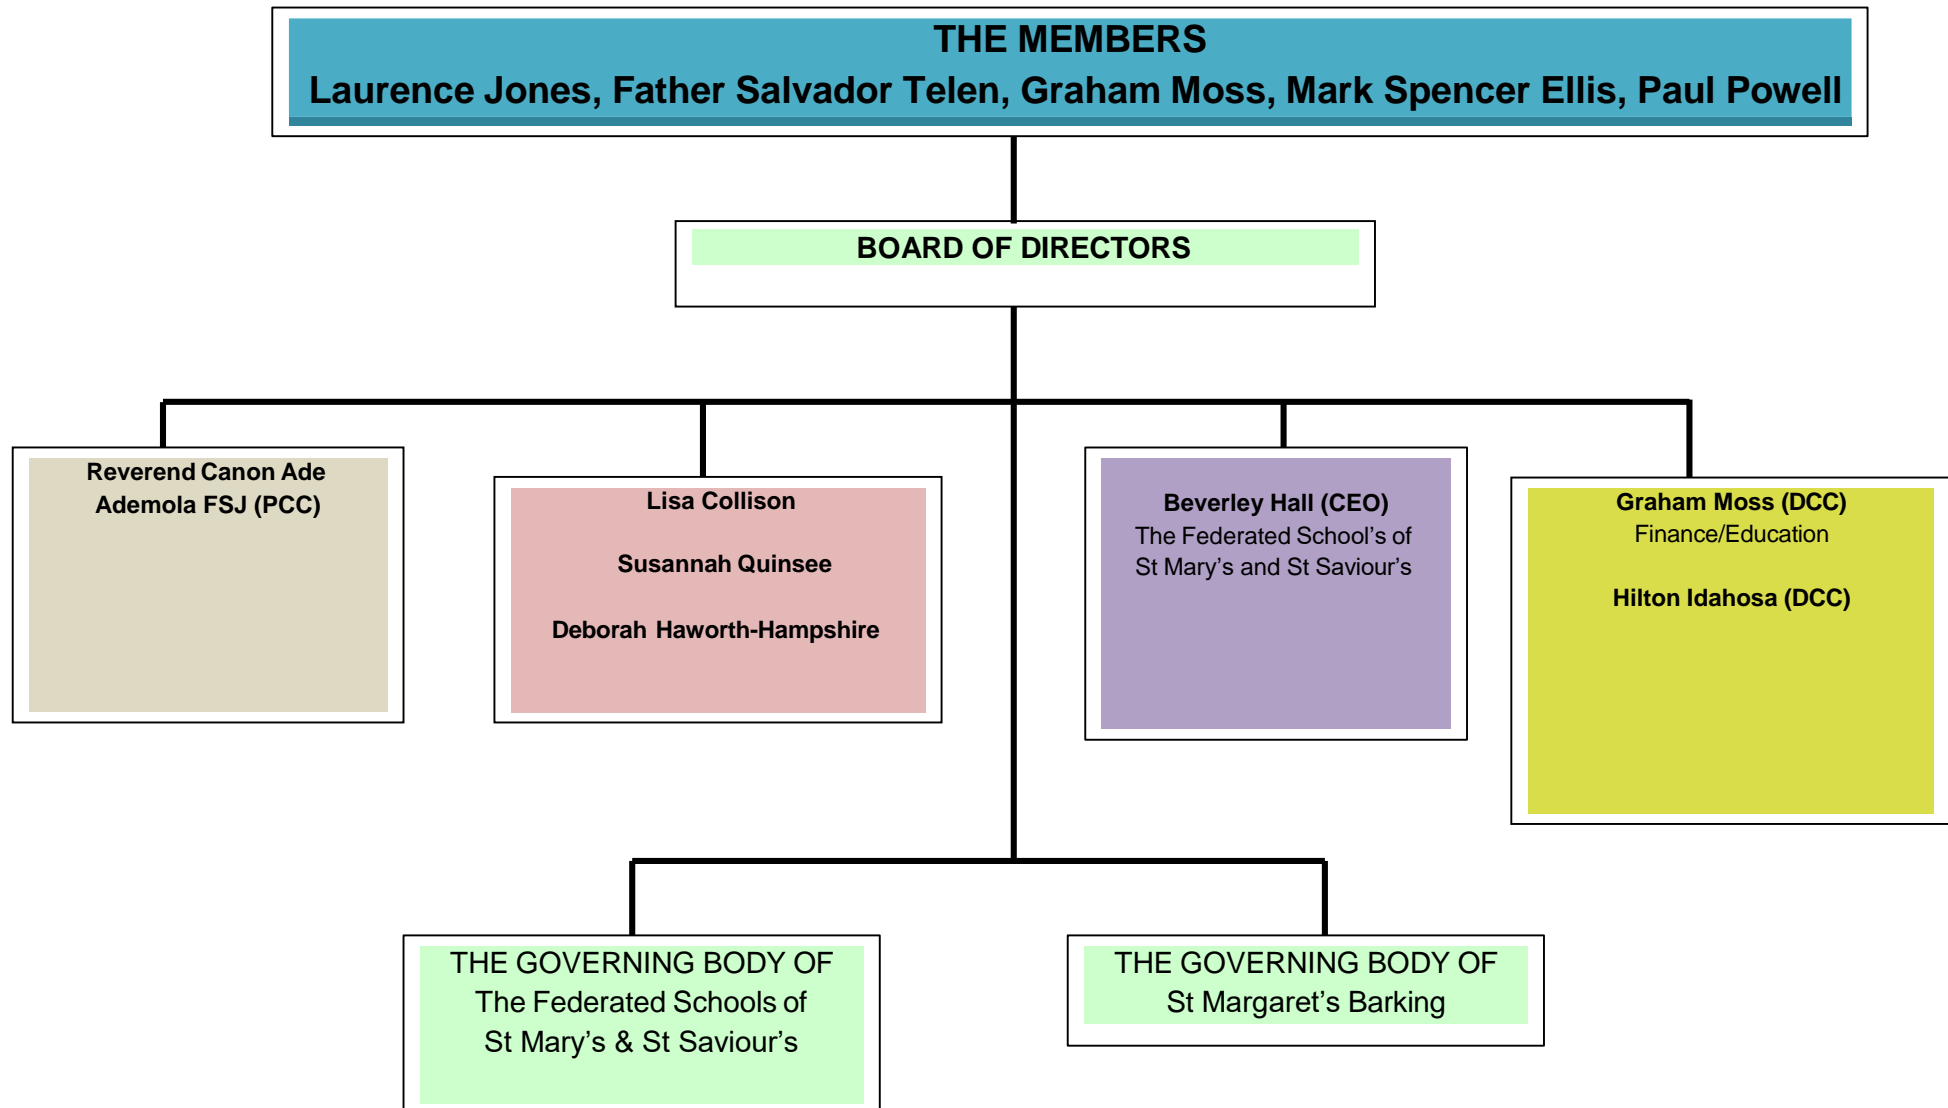 THE MEMBERS
Laurence Jones, Father Salvador Telen, Graham Moss, Mark Spencer Ellis, Paul Powell
BOARD OF DIRECTORS
Reverend Canon Ade
Ademola FSJ (PCC)
Lisa Collison
Susannah Quinsee
Deborah Haworth-Hampshire
Beverley Hall (CEO)
The Federated School’s of
St Mary’s and St Saviour’s
Graham Moss (DCC)
Finance/Education
Hilton Idahosa (DCC)
THE GOVERNING BODY OF
The Federated Schools of
St Mary’s & St Saviour’s
THE GOVERNING BODY OF
St Margaret’s Barking